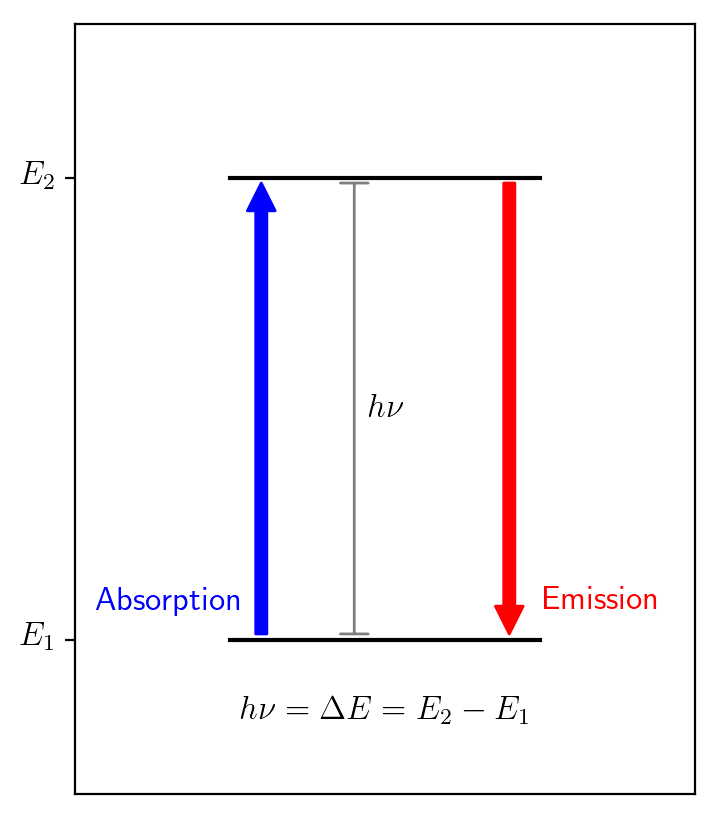 E₂
hν
Absorption
Emission
E₁
hν = ΔE = E₂ − E₁